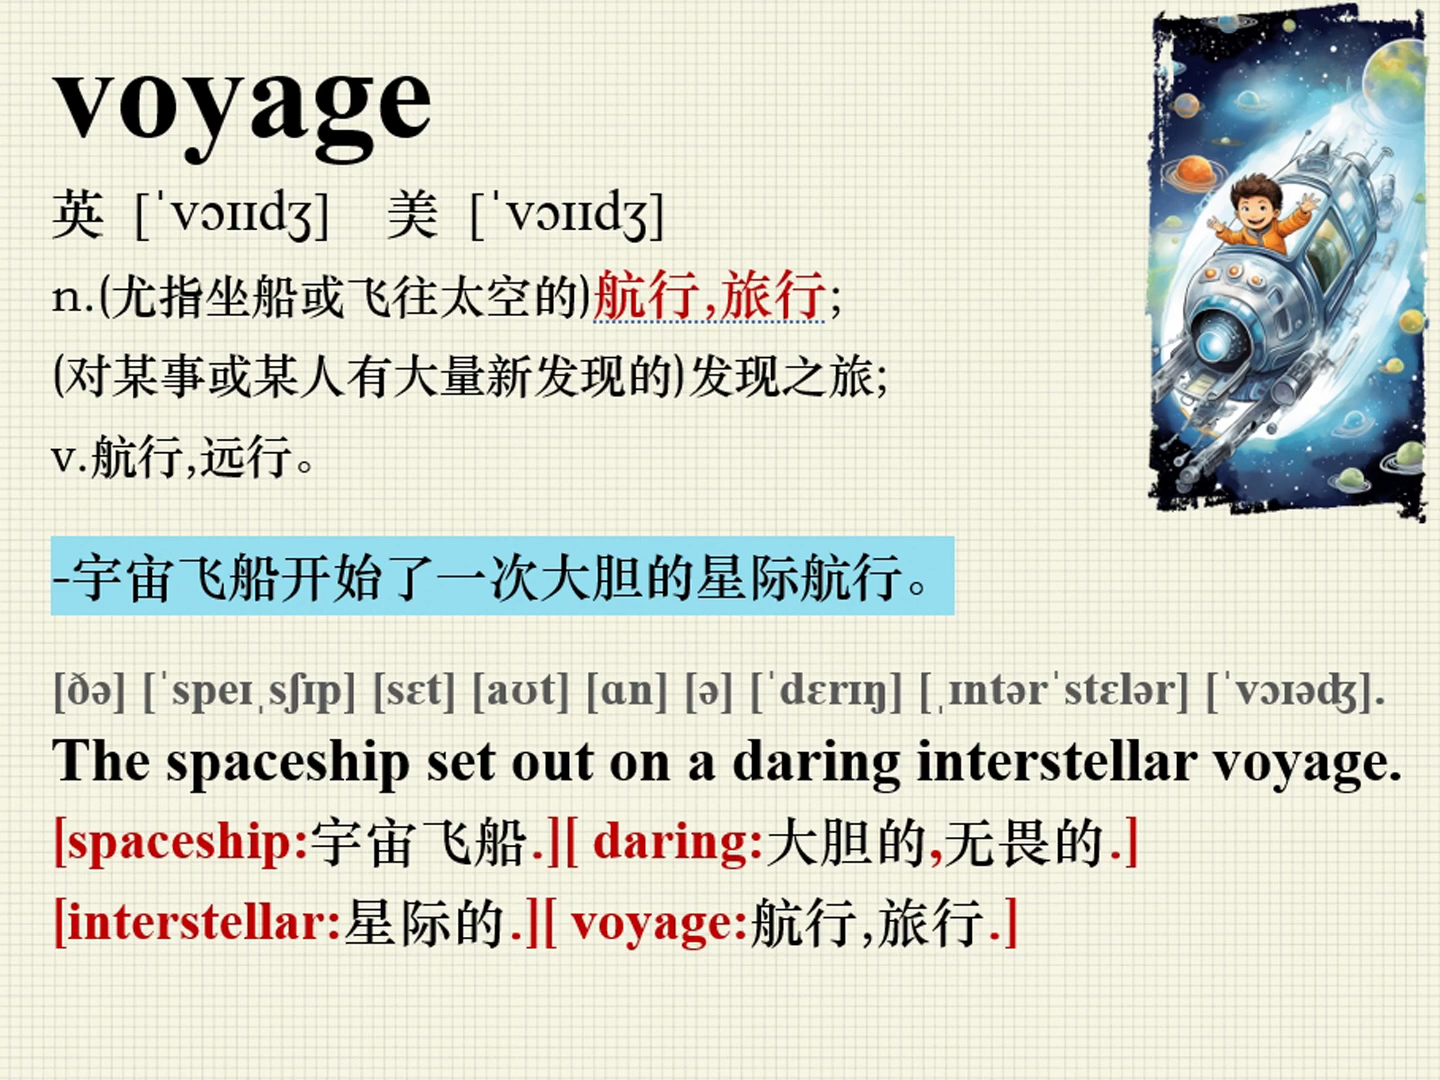 voyage
英 [ˈvɔɪɪdʒ] 美 [ˈvɔɪɪdʒ]
n.(尤指坐船或飞往太空的)航行,旅行;
(对某事或某人有大量新发现的)发现之旅;
v.航行,远行。
-宇宙飞船开始了一次大胆的星际航行。
[ðə] [ˈspeɪˌsʃɪp] [sɛt] [aʊt] [ɑn] [ə] [ˈdɛrɪŋ] [ˌɪntərˈstɛlər] [ˈvɔɪəʤ].
The spaceship set out on a daring interstellar voyage.
[spaceship:宇宙飞船.][ daring:大胆的,无畏的.]
[interstellar:星际的.][ voyage:航行,旅行.]